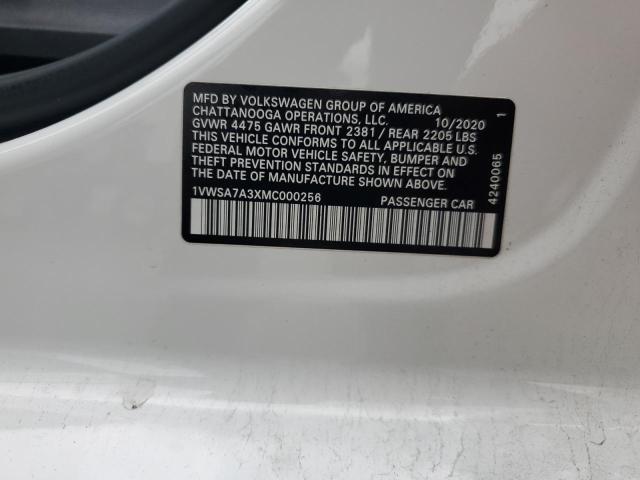 MFD BY VOLKSWAGEN GROUP OF AMERICA
CHATTANOOGA OPERATIONS, LLC. 10/2020 1
GVWR 4475 GAWR FRONT 2381 / REAR 2205 LBS
THIS VEHICLE CONFORMS TO ALL APPLICABLE U.S.
FEDERAL MOTOR VEHICLE SAFETY, BUMPER AND
THEFT PREVENTION STANDARDS IN EFFECT ON
THE DATE OF MANUFACTURE SHOWN ABOVE.
1VWSA7A3XMC000256 PASSENGER CAR
4240065